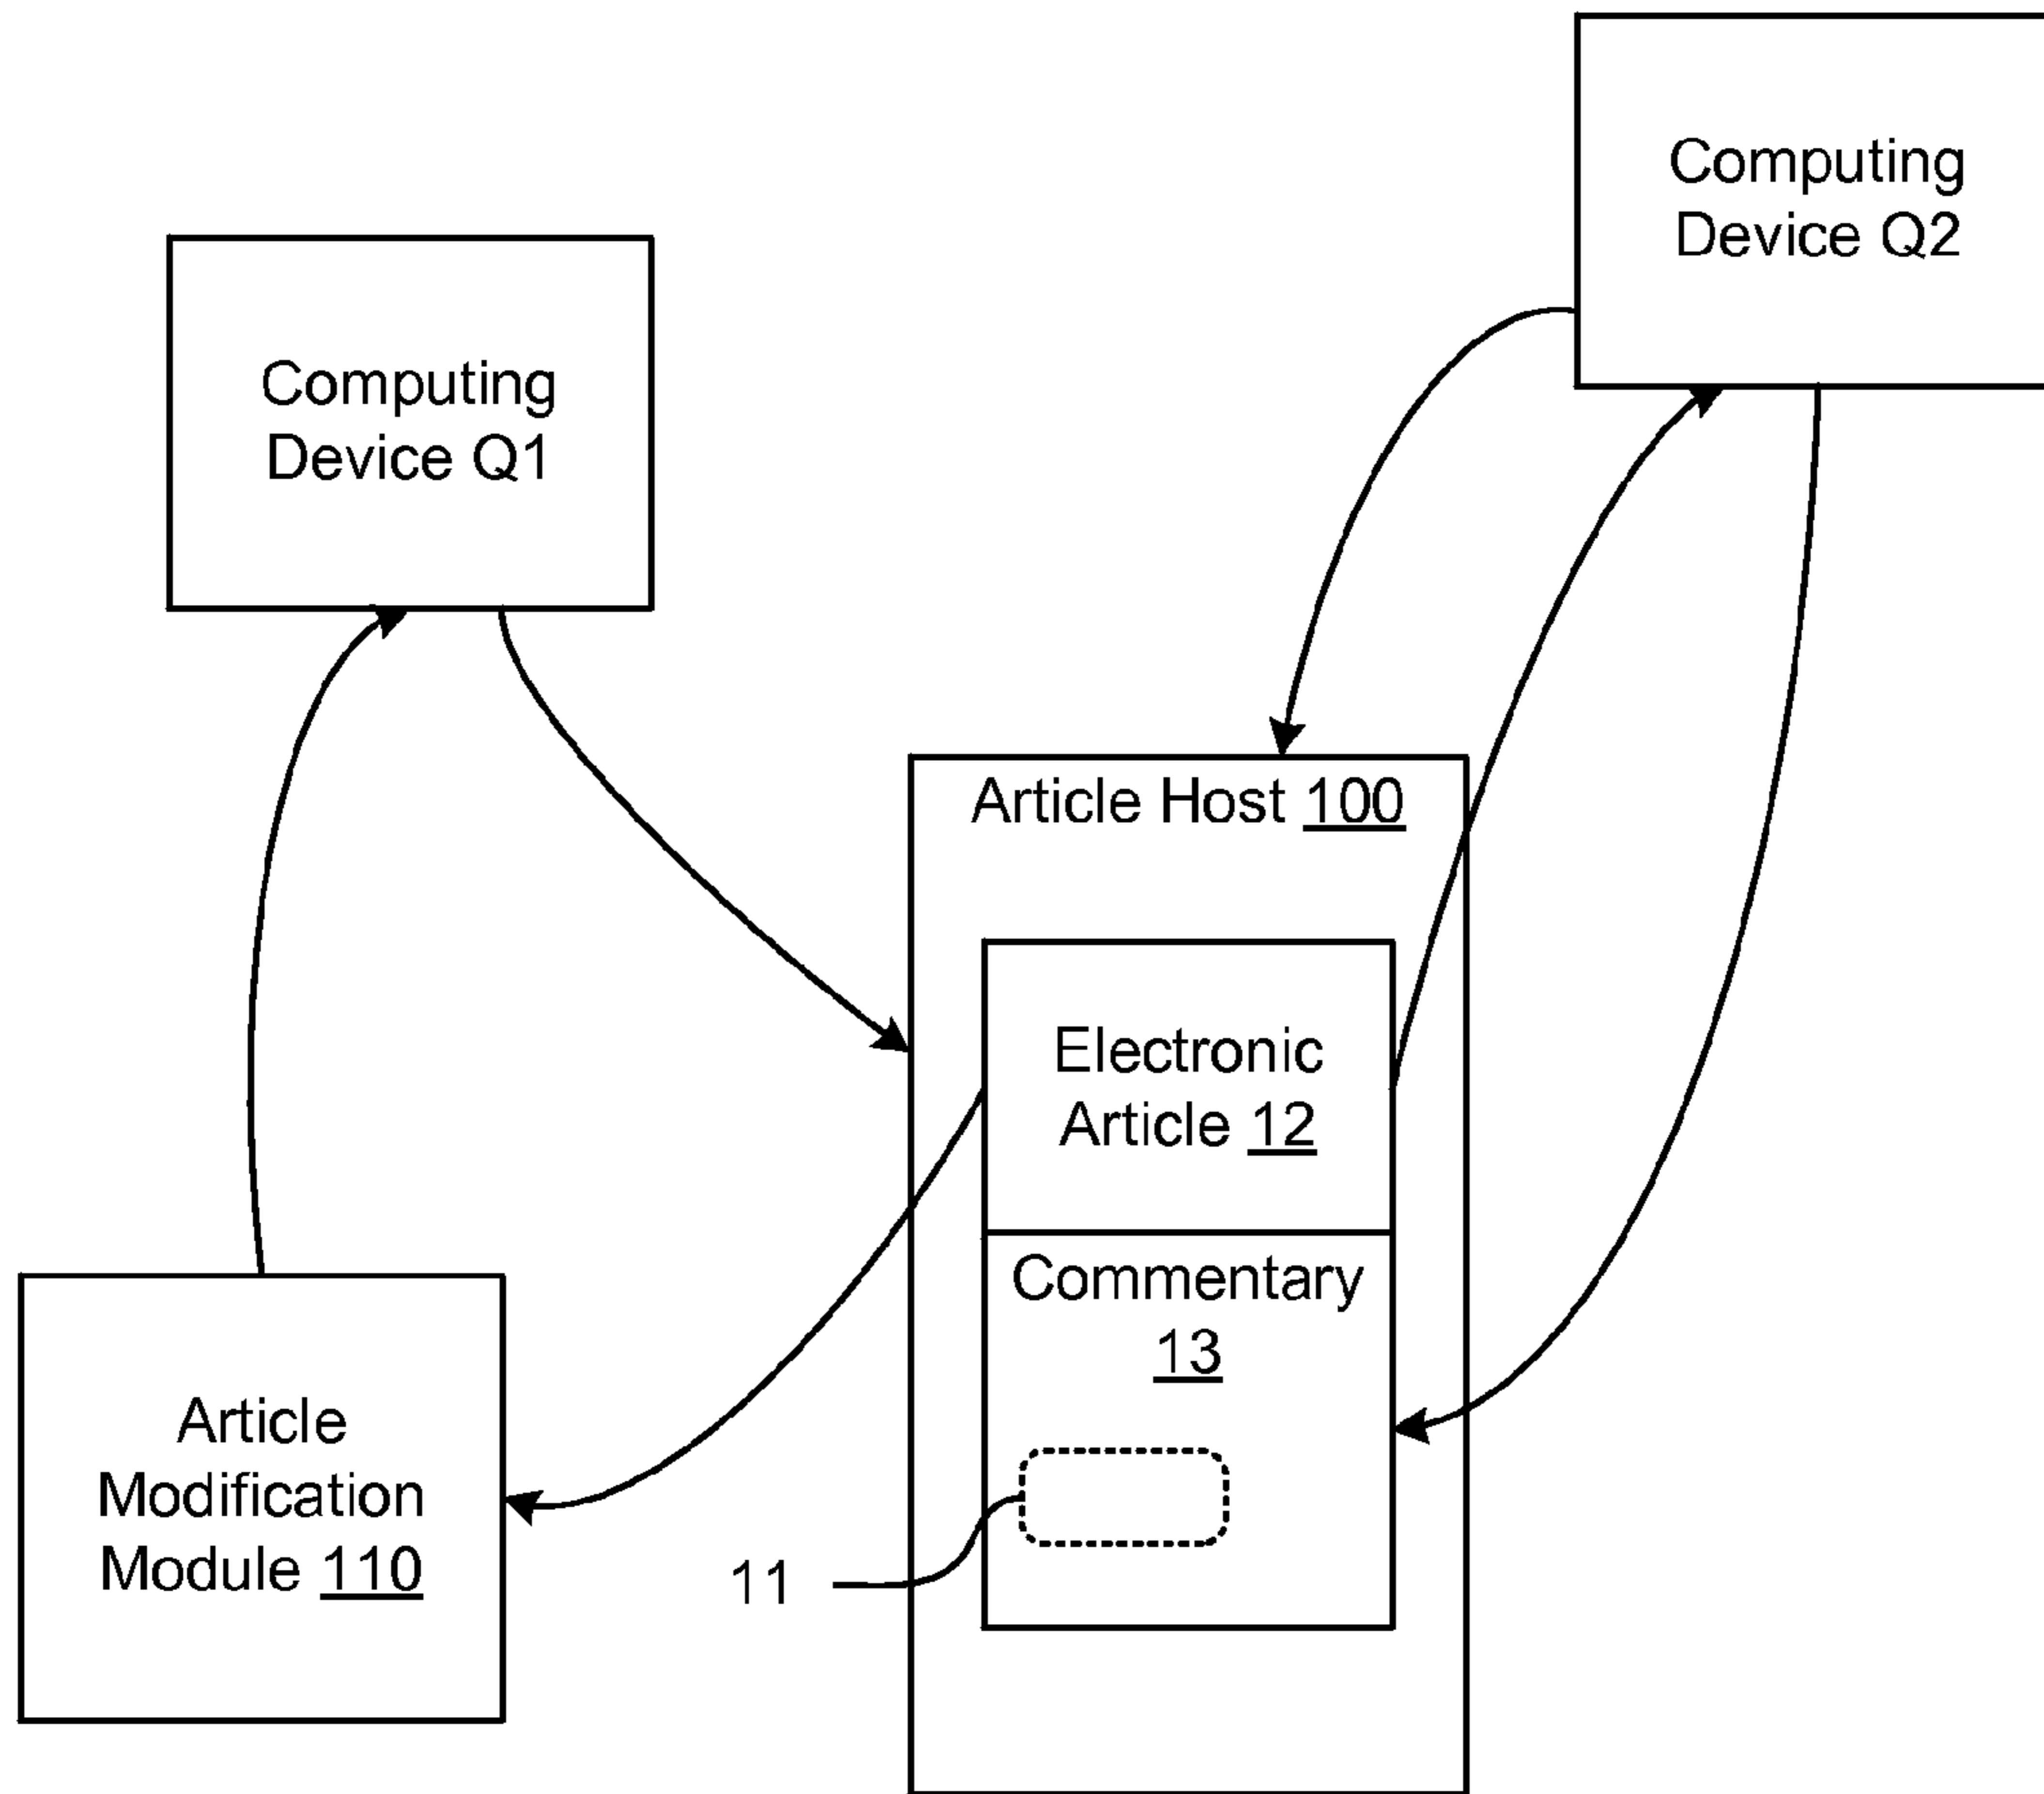 Computing
Device Q2
Computing
Device Q1
Article Host 100
Electronic
Article 12
Commentary
13
Article
Modification
Module 110
11